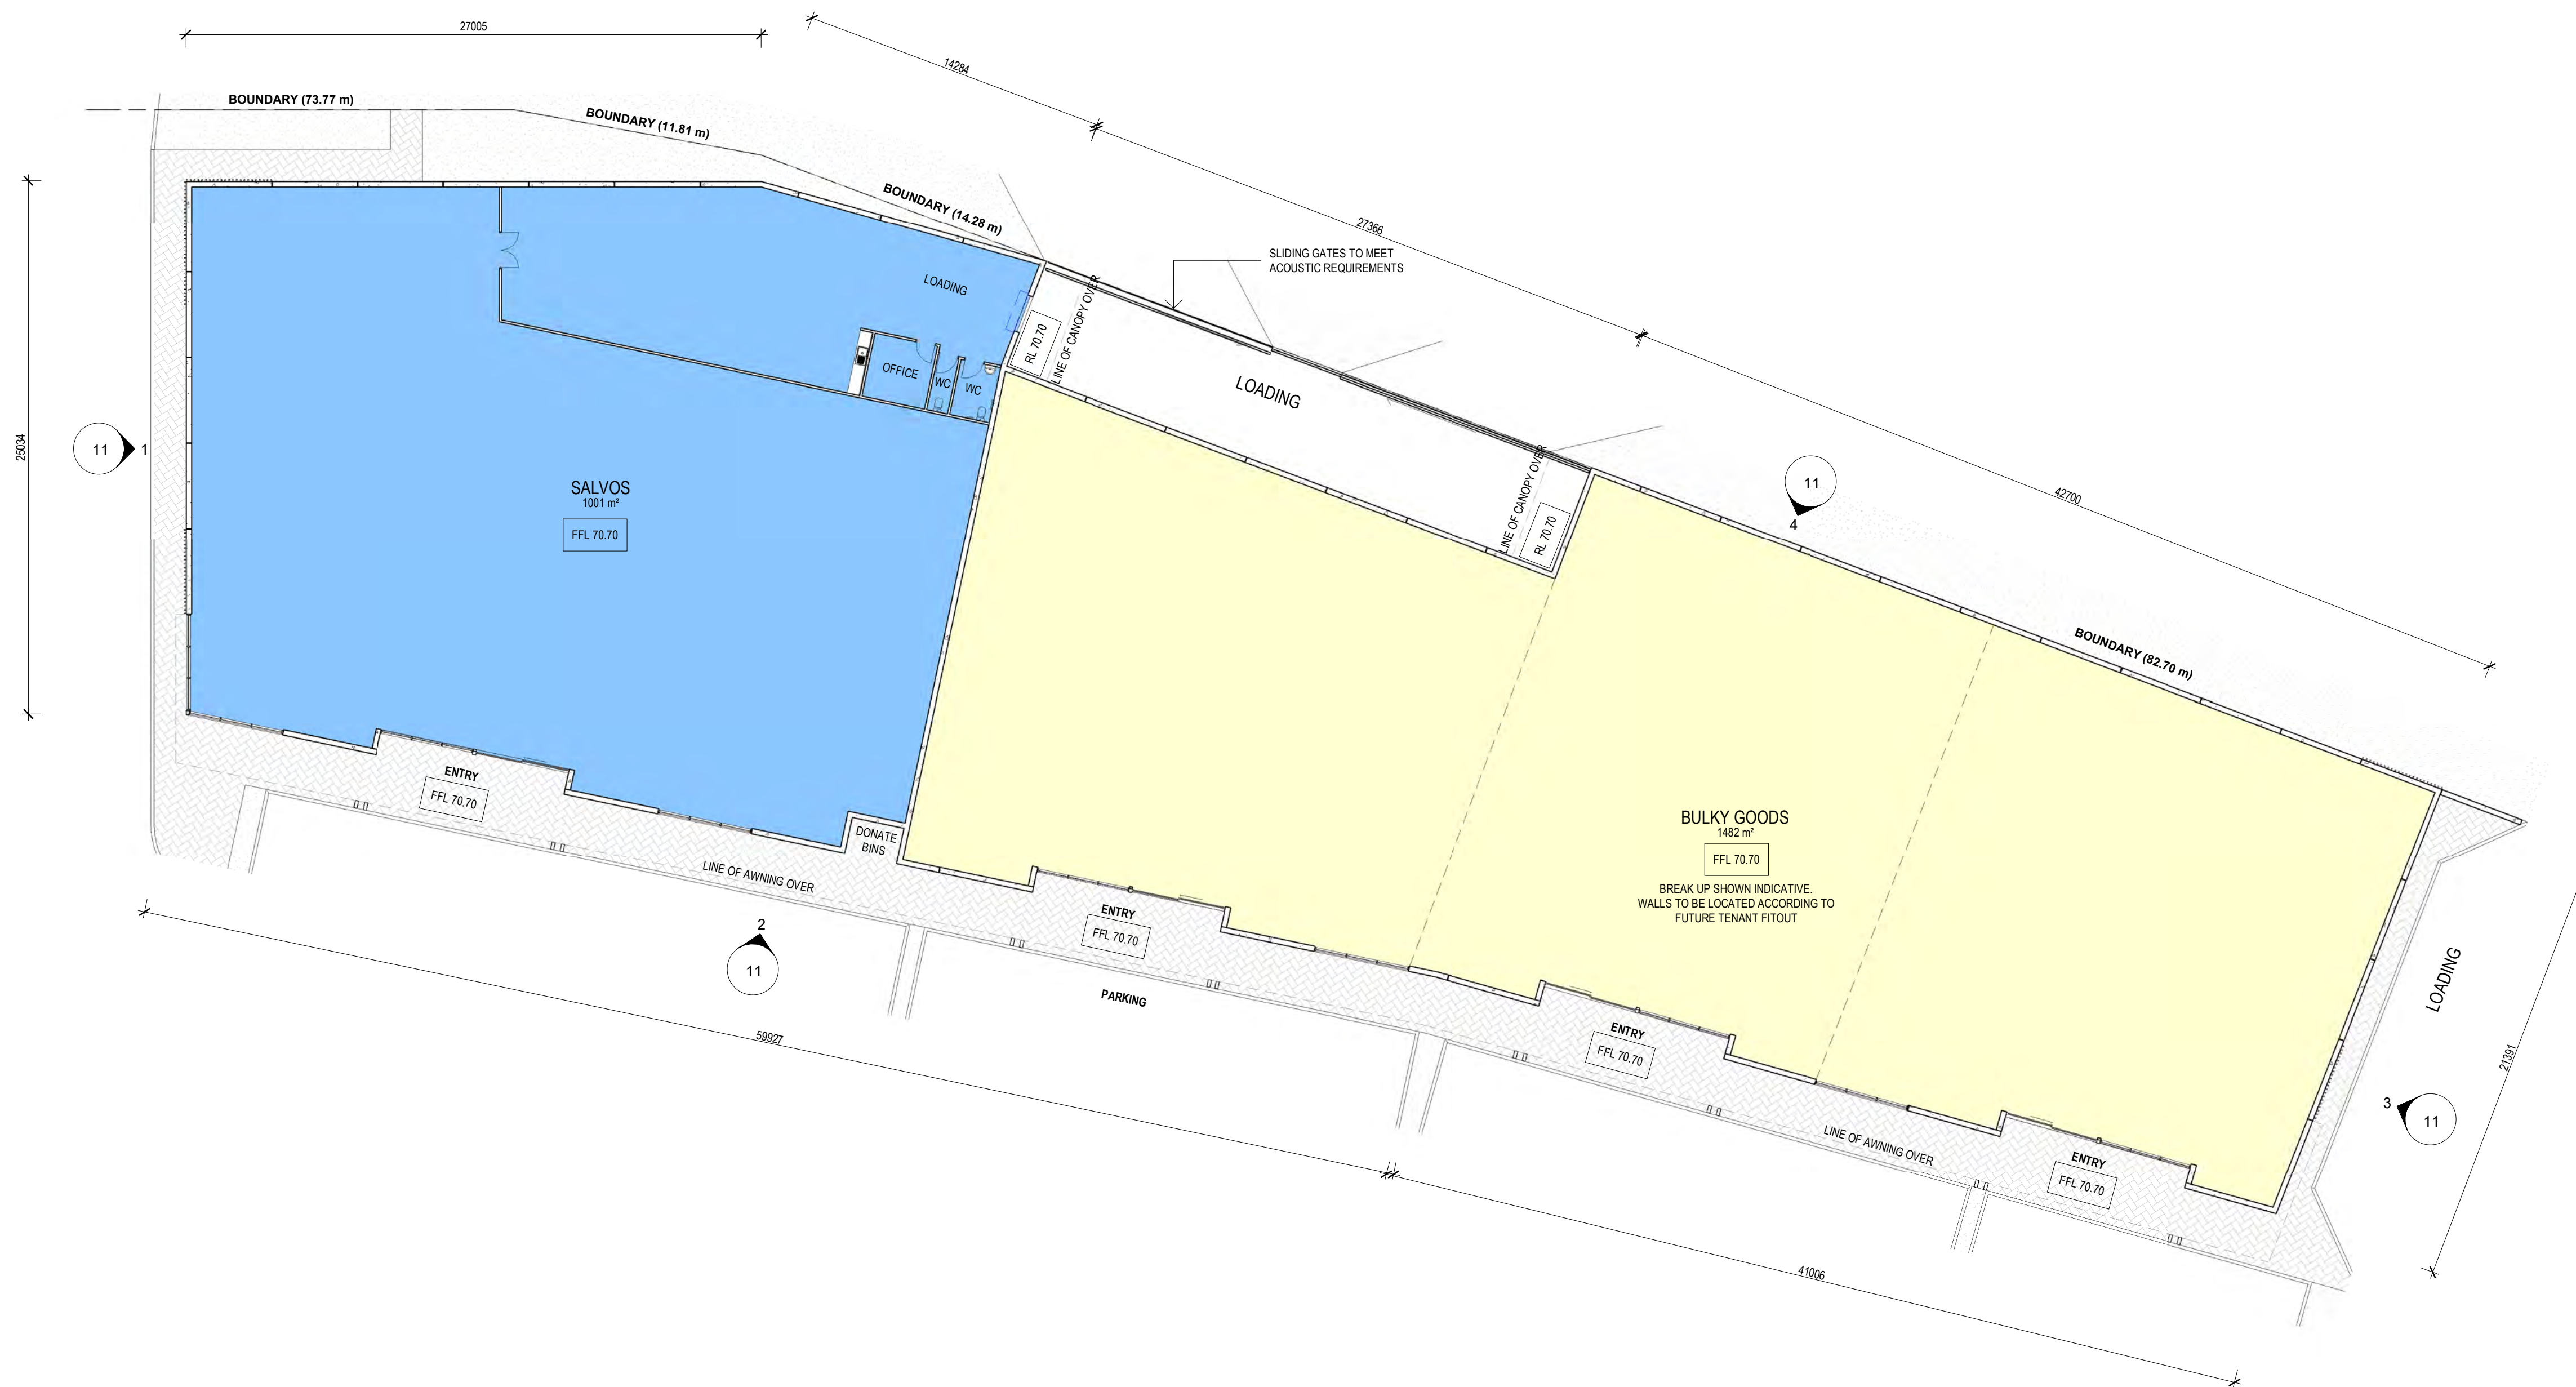 27005
14284
BOUNDARY (73.77 m)
BOUNDARY (11.81 m)
BOUNDARY (14.28 m)
27366
SLIDING GATES TO MEET
ACOUSTIC REQUIREMENTS
25034
LOADING
RL 70.70
LINE OF CANOPY OVER
OFFICE
WC
WC
LOADING
11
1
SALVOS
1001 m²
FFL 70.70
LINE OF CANOPY OVER
RL 70.70
11
4
42700
BOUNDARY (82.70 m)
ENTRY
FFL 70.70
DONATE
BINS
LINE OF AWNING OVER
BULKY GOODS
1482 m²
FFL 70.70
BREAK UP SHOWN INDICATIVE.
WALLS TO BE LOCATED ACCORDING TO
FUTURE TENANT FITOUT
2
11
ENTRY
FFL 70.70
PARKING
59927
ENTRY
FFL 70.70
LOADING
21391
3
11
LINE OF AWNING OVER
ENTRY
FFL 70.70
41006